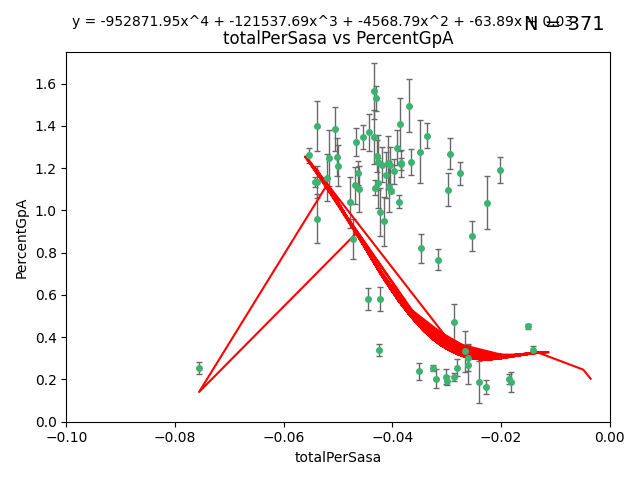 y = -952871.95x^4 + -121537.69x^3 + -4568.79x^2 + -63.89x + 0.03
N = 371
totalPerSasa vs PercentGpA
PercentGpA
1.6
1.4
1.2
1.0
0.8
0.6
0.4
0.2
0.0
−0.10 −0.08 −0.06 −0.04 −0.02 0.00
totalPerSasa